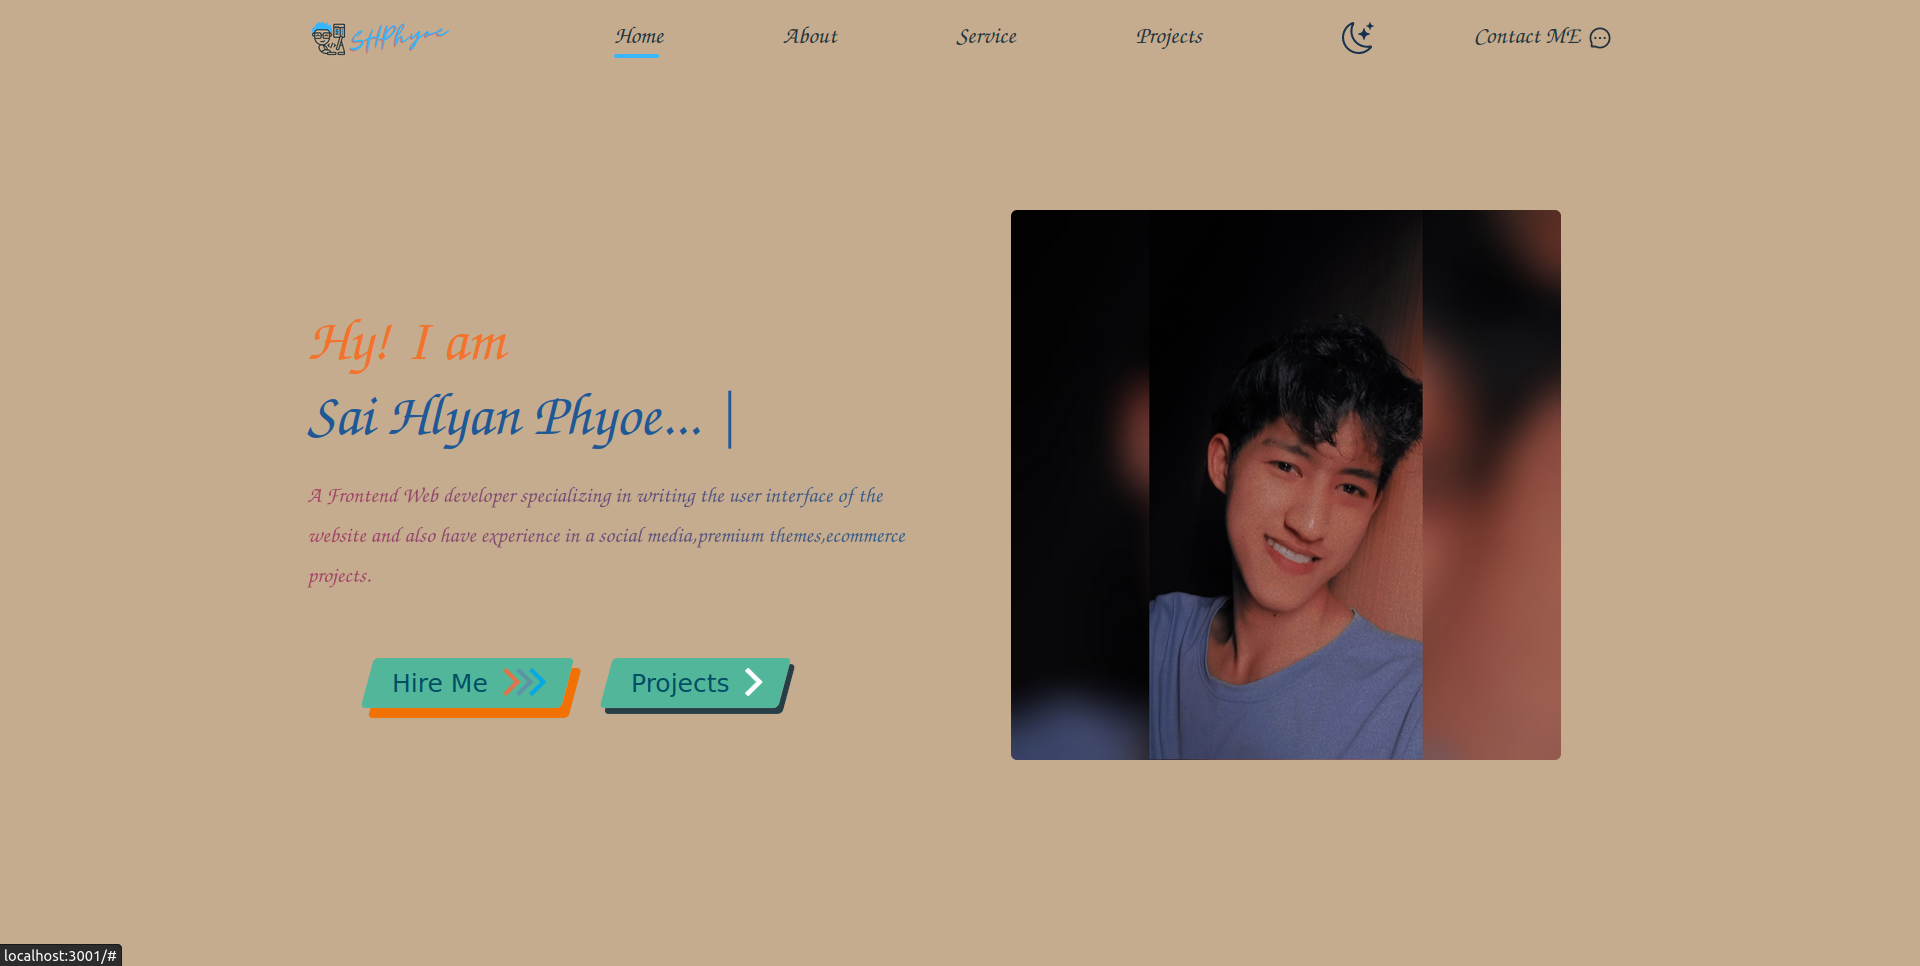 SHPhyoe
Home
About
Service
Projects
Contact ME
Hy! I am
Sai Hlyan Phyoe... |
A Frontend Web developer specializing in writing the user interface of the
website and also have experience in a social media,premium themes,ecommerce
projects.
Hire Me
Projects
localhost:3001/#